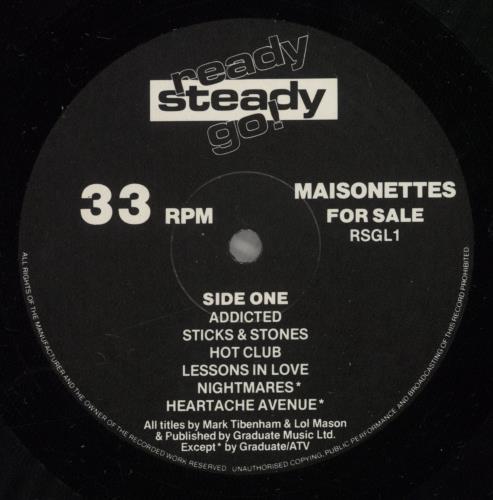 ready
steady
go!
33 RPM
MAISONETTES
FOR SALE
RSGL1
SIDE ONE
ADDICTED
STICKS & STONES
HOT CLUB
LESSONS IN LOVE
NIGHTMARES*
HEARTACHE AVENUE*
All titles by Mark Tibenham & Lol Mason
& Published by Graduate Music Ltd.
Except * by Graduate/ATV
ALL RIGHTS OF THE MANUFACTURER AND THE OWNER OF THE RECORDED WORK RESERVED. UNAUTHORISED COPYING, PUBLIC PERFORMANCE, AND BROADCASTING OF THIS RECORD PROHIBITED.